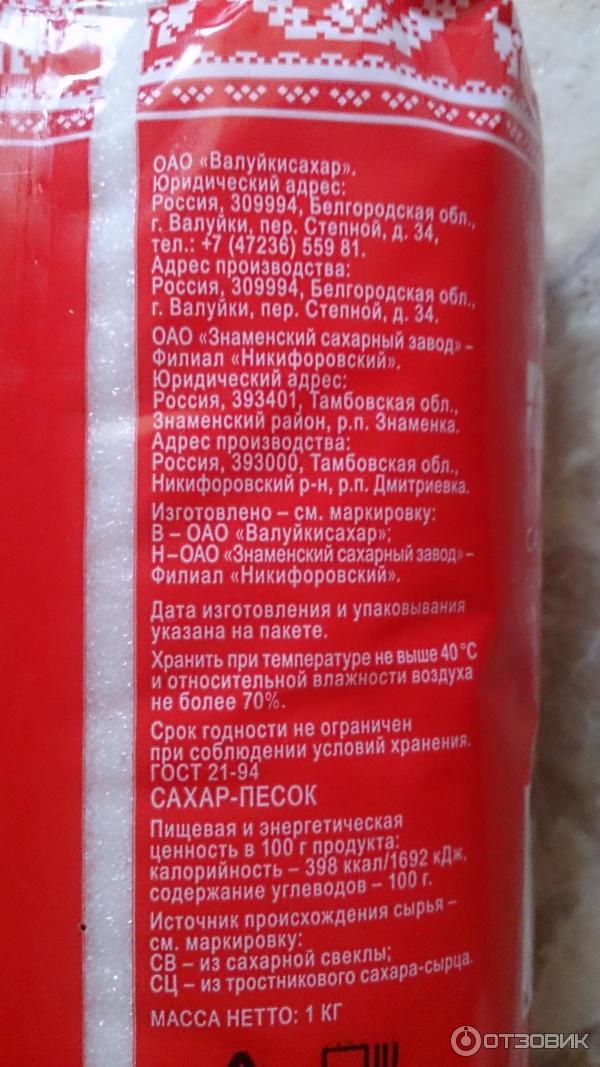 ОАО «Валуйкисахар».
Юридический адрес:
Россия, 309994, Белгородская обл.,
г. Валуйки, пер. Степной, д. 34,
тел.: +7 (47236) 559 81.
Адрес производства:
Россия, 309994, Белгородская обл.,
г. Валуйки, пер. Степной, д. 34.
ОАО «Знаменский сахарный завод» –
Филиал «Никифоровский».
Юридический адрес:
Россия, 393401, Тамбовская обл.,
Знаменский район, р.п. Знаменка.
Адрес производства:
Россия, 393000, Тамбовская обл.,
Никифоровский р-н, р.п. Дмитриевка.
Изготовлено – см. маркировку:
В – ОАО «Валуйкисахар»;
Н – ОАО «Знаменский сахарный завод» –
Филиал «Никифоровский».
Дата изготовления и упаковывания
указана на пакете.
Хранить при температуре не выше 40 °С
и относительной влажности воздуха
не более 70%.
Срок годности не ограничен
при соблюдении условий хранения.
ГОСТ 21-94
САХАР-ПЕСОК
Пищевая и энергетическая
ценность в 100 г продукта:
калорийность – 398 ккал/1692 кДж,
содержание углеводов – 100 г.
Источник происхождения сырья –
см. маркировку:
СВ – из сахарной свеклы;
СЦ – из тростникового сахара-сырца.
МАССА НЕТТО: 1 КГ
ОТЗОВИК